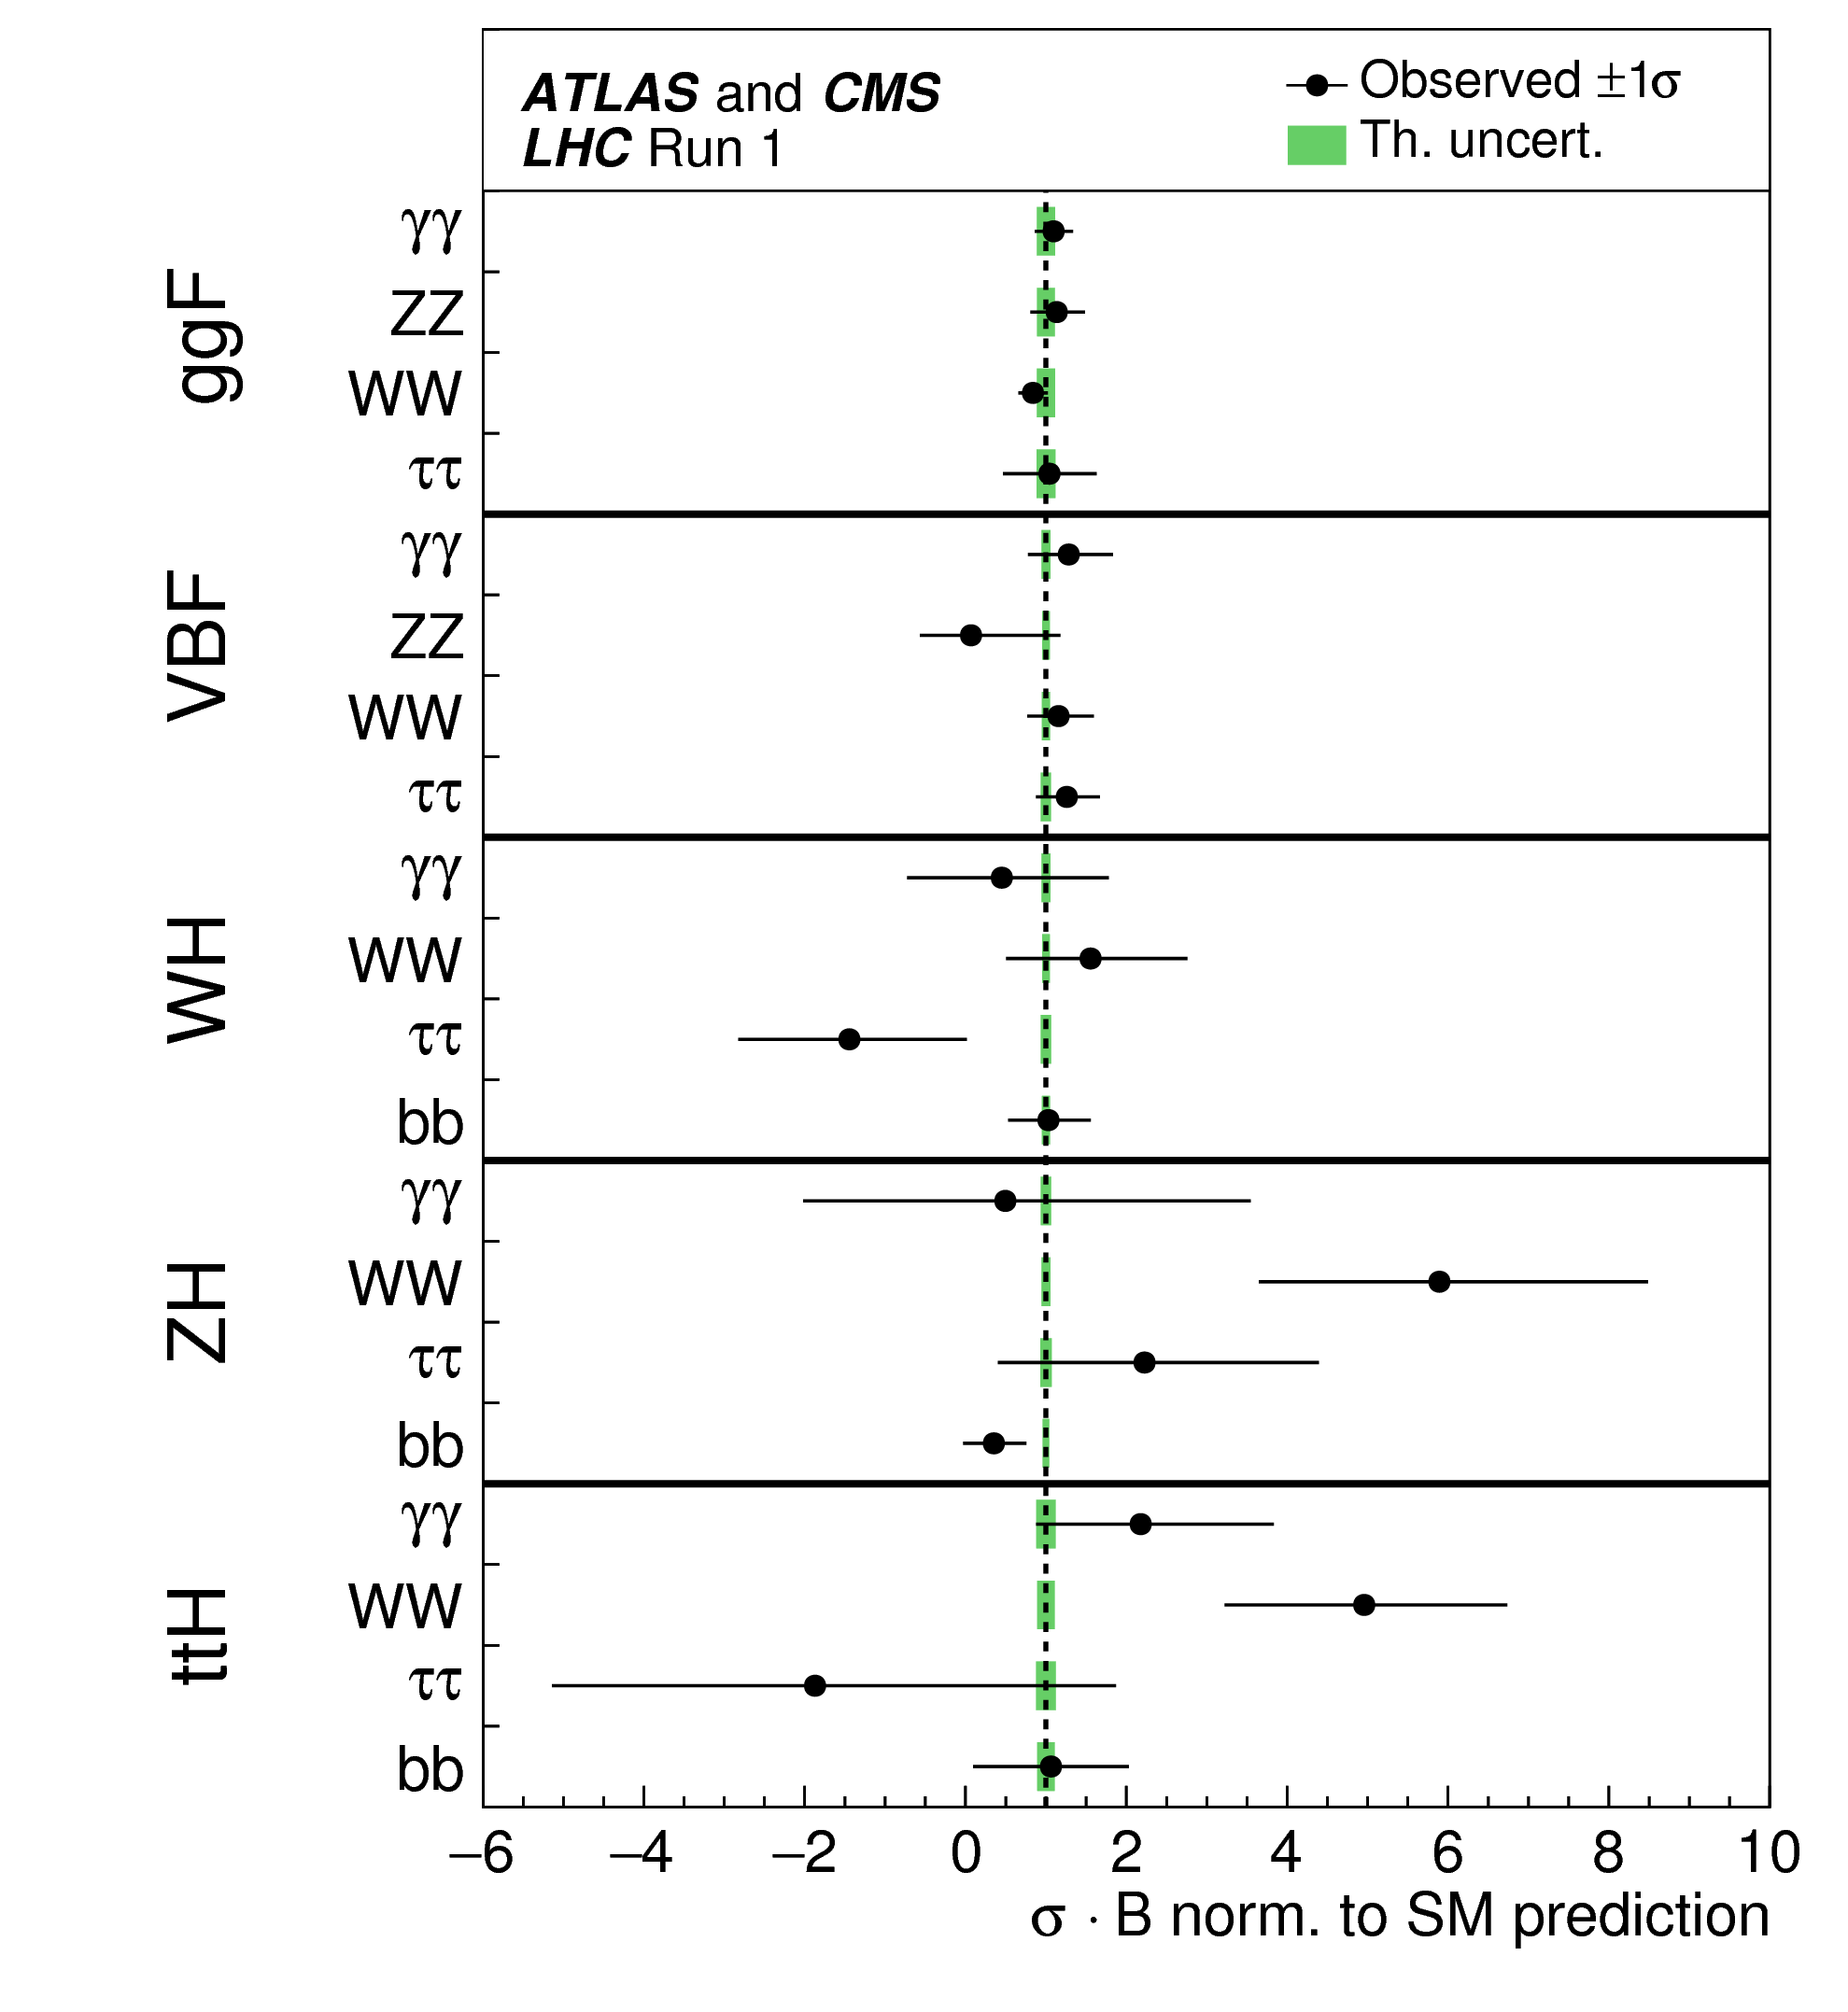 ATLAS and CMS
LHC Run 1
Observed ±1σ
Th. uncert.
ggF
γγ
ZZ
WW
ττ
VBF
γγ
ZZ
WW
ττ
WH
γγ
WW
ττ
bb
ZH
γγ
WW
ττ
bb
ttH
γγ
WW
ττ
bb
−6 −4 −2 0 2 4 6 8 10
σ · B norm. to SM prediction